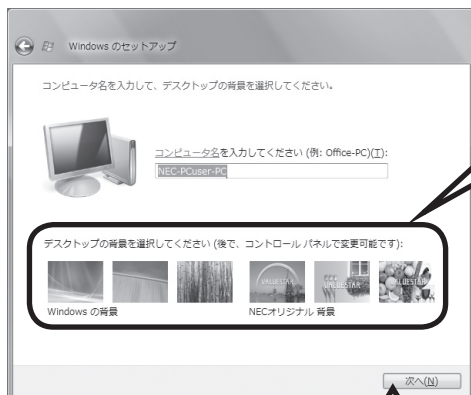 Windows のセットアップ
コンピュータ名を入力して、デスクトップの背景を選択してください。
コンピュータ名を入力してください (例: Office-PC)(T):
NEC-PCuser-PC
デスクトップの背景を選択してください (後で、コントロール パネルで変更可能です):
VALUESTAR
VALUESTAR
VALUESTAR
Windows の背景
NECオリジナル 背景
次へ(N)